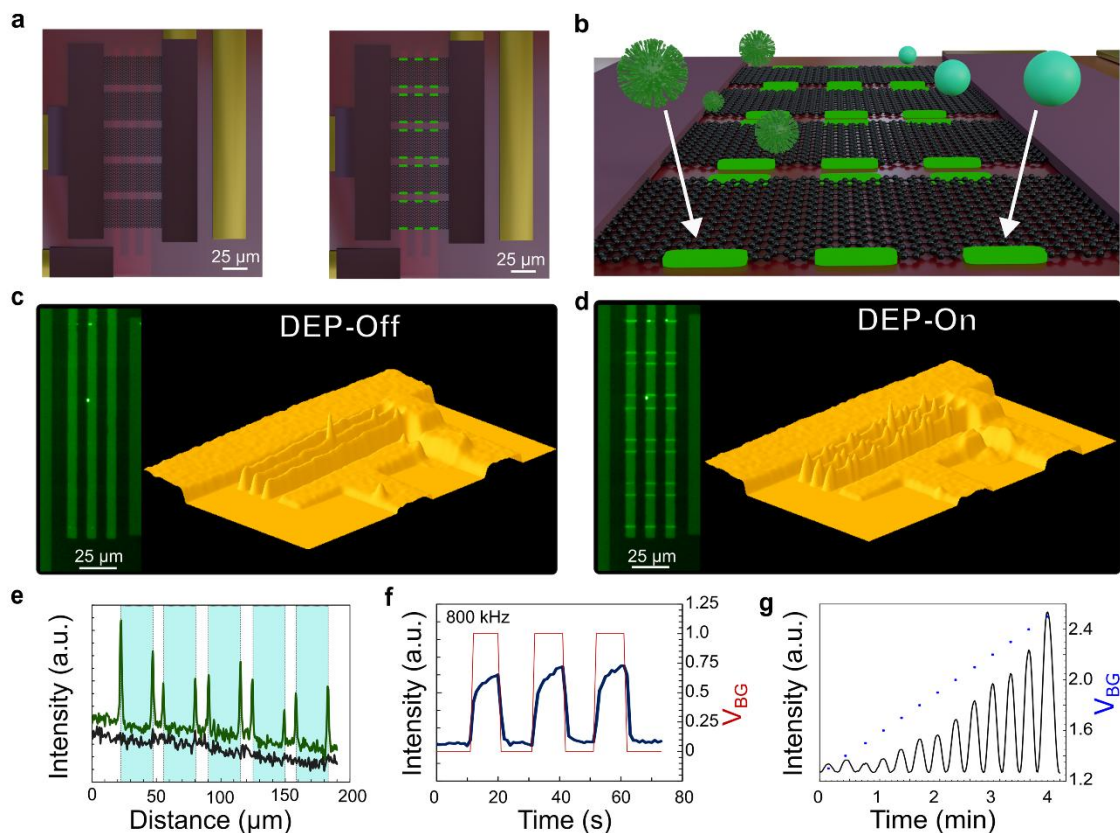 a
25 µm
25 µm
b
c
DEP-Off
25 µm
d
DEP-On
25 µm
e
Intensity (a.u.)
0 50 100 150 200
Distance (µm)
f
800 kHz
Intensity (a.u.)
1.25
1.0
0.75
0.5
0.25
0
V_BG
0 20 40 60 80
Time (s)
g
Intensity (a.u.)
2.4
2.0
1.6
1.2
V_BG
0 1 2 3 4
Time (min)